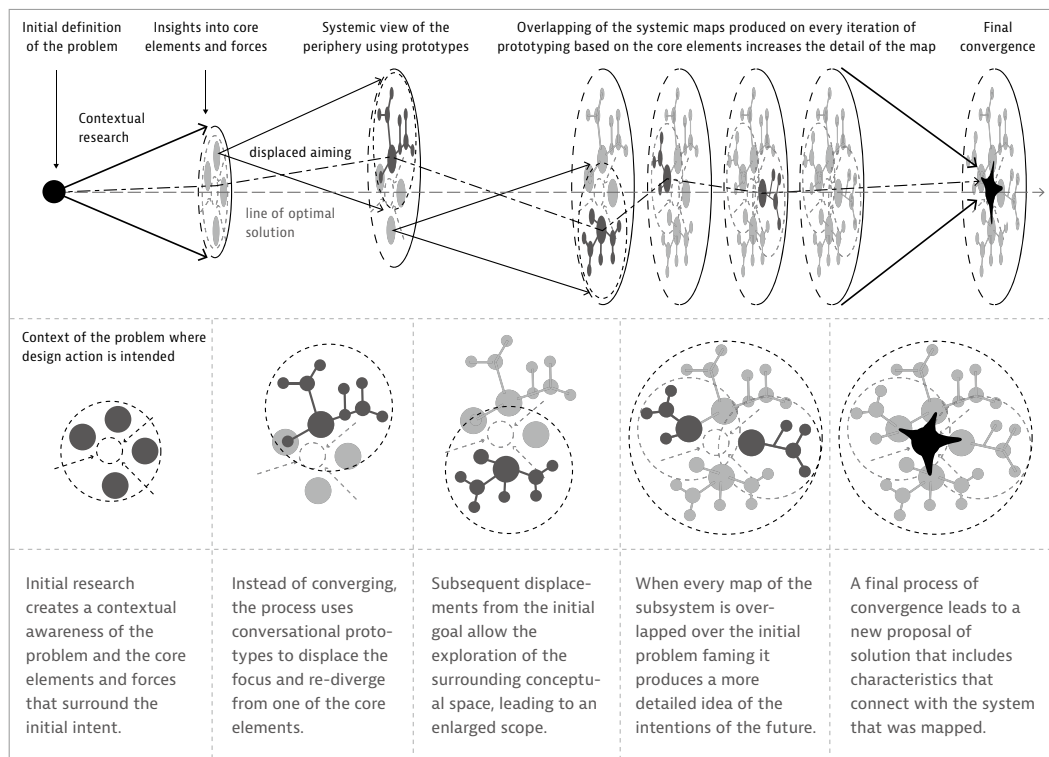 Initial definition
of the problem
Insights into core
elements and forces
Systemic view of the
periphery using prototypes
Overlapping of the systemic maps produced on every iteration of
prototyping based on the core elements increases the detail of the map
Final
convergence
Contextual
research
displaced aiming
line of optimal
solution
Context of the problem where
design action is intended
Initial research
creates a contextual
awareness of the
problem and the core
elements and forces
that surround the
initial intent.
Instead of converging,
the process uses
conversational proto-
types to displace the
focus and re-diverge
from one of the core
elements.
Subsequent displace-
ments from the initial
goal allow the
exploration of the
surrounding conceptu-
al space, leading to an
enlarged scope.
When every map of the
subsystem is over-
lapped over the initial
problem faming it
produces a more
detailed idea of the
intentions of the future.
A final process of
convergence leads to a
new proposal of
solution that includes
characteristics that
connect with the system
that was mapped.